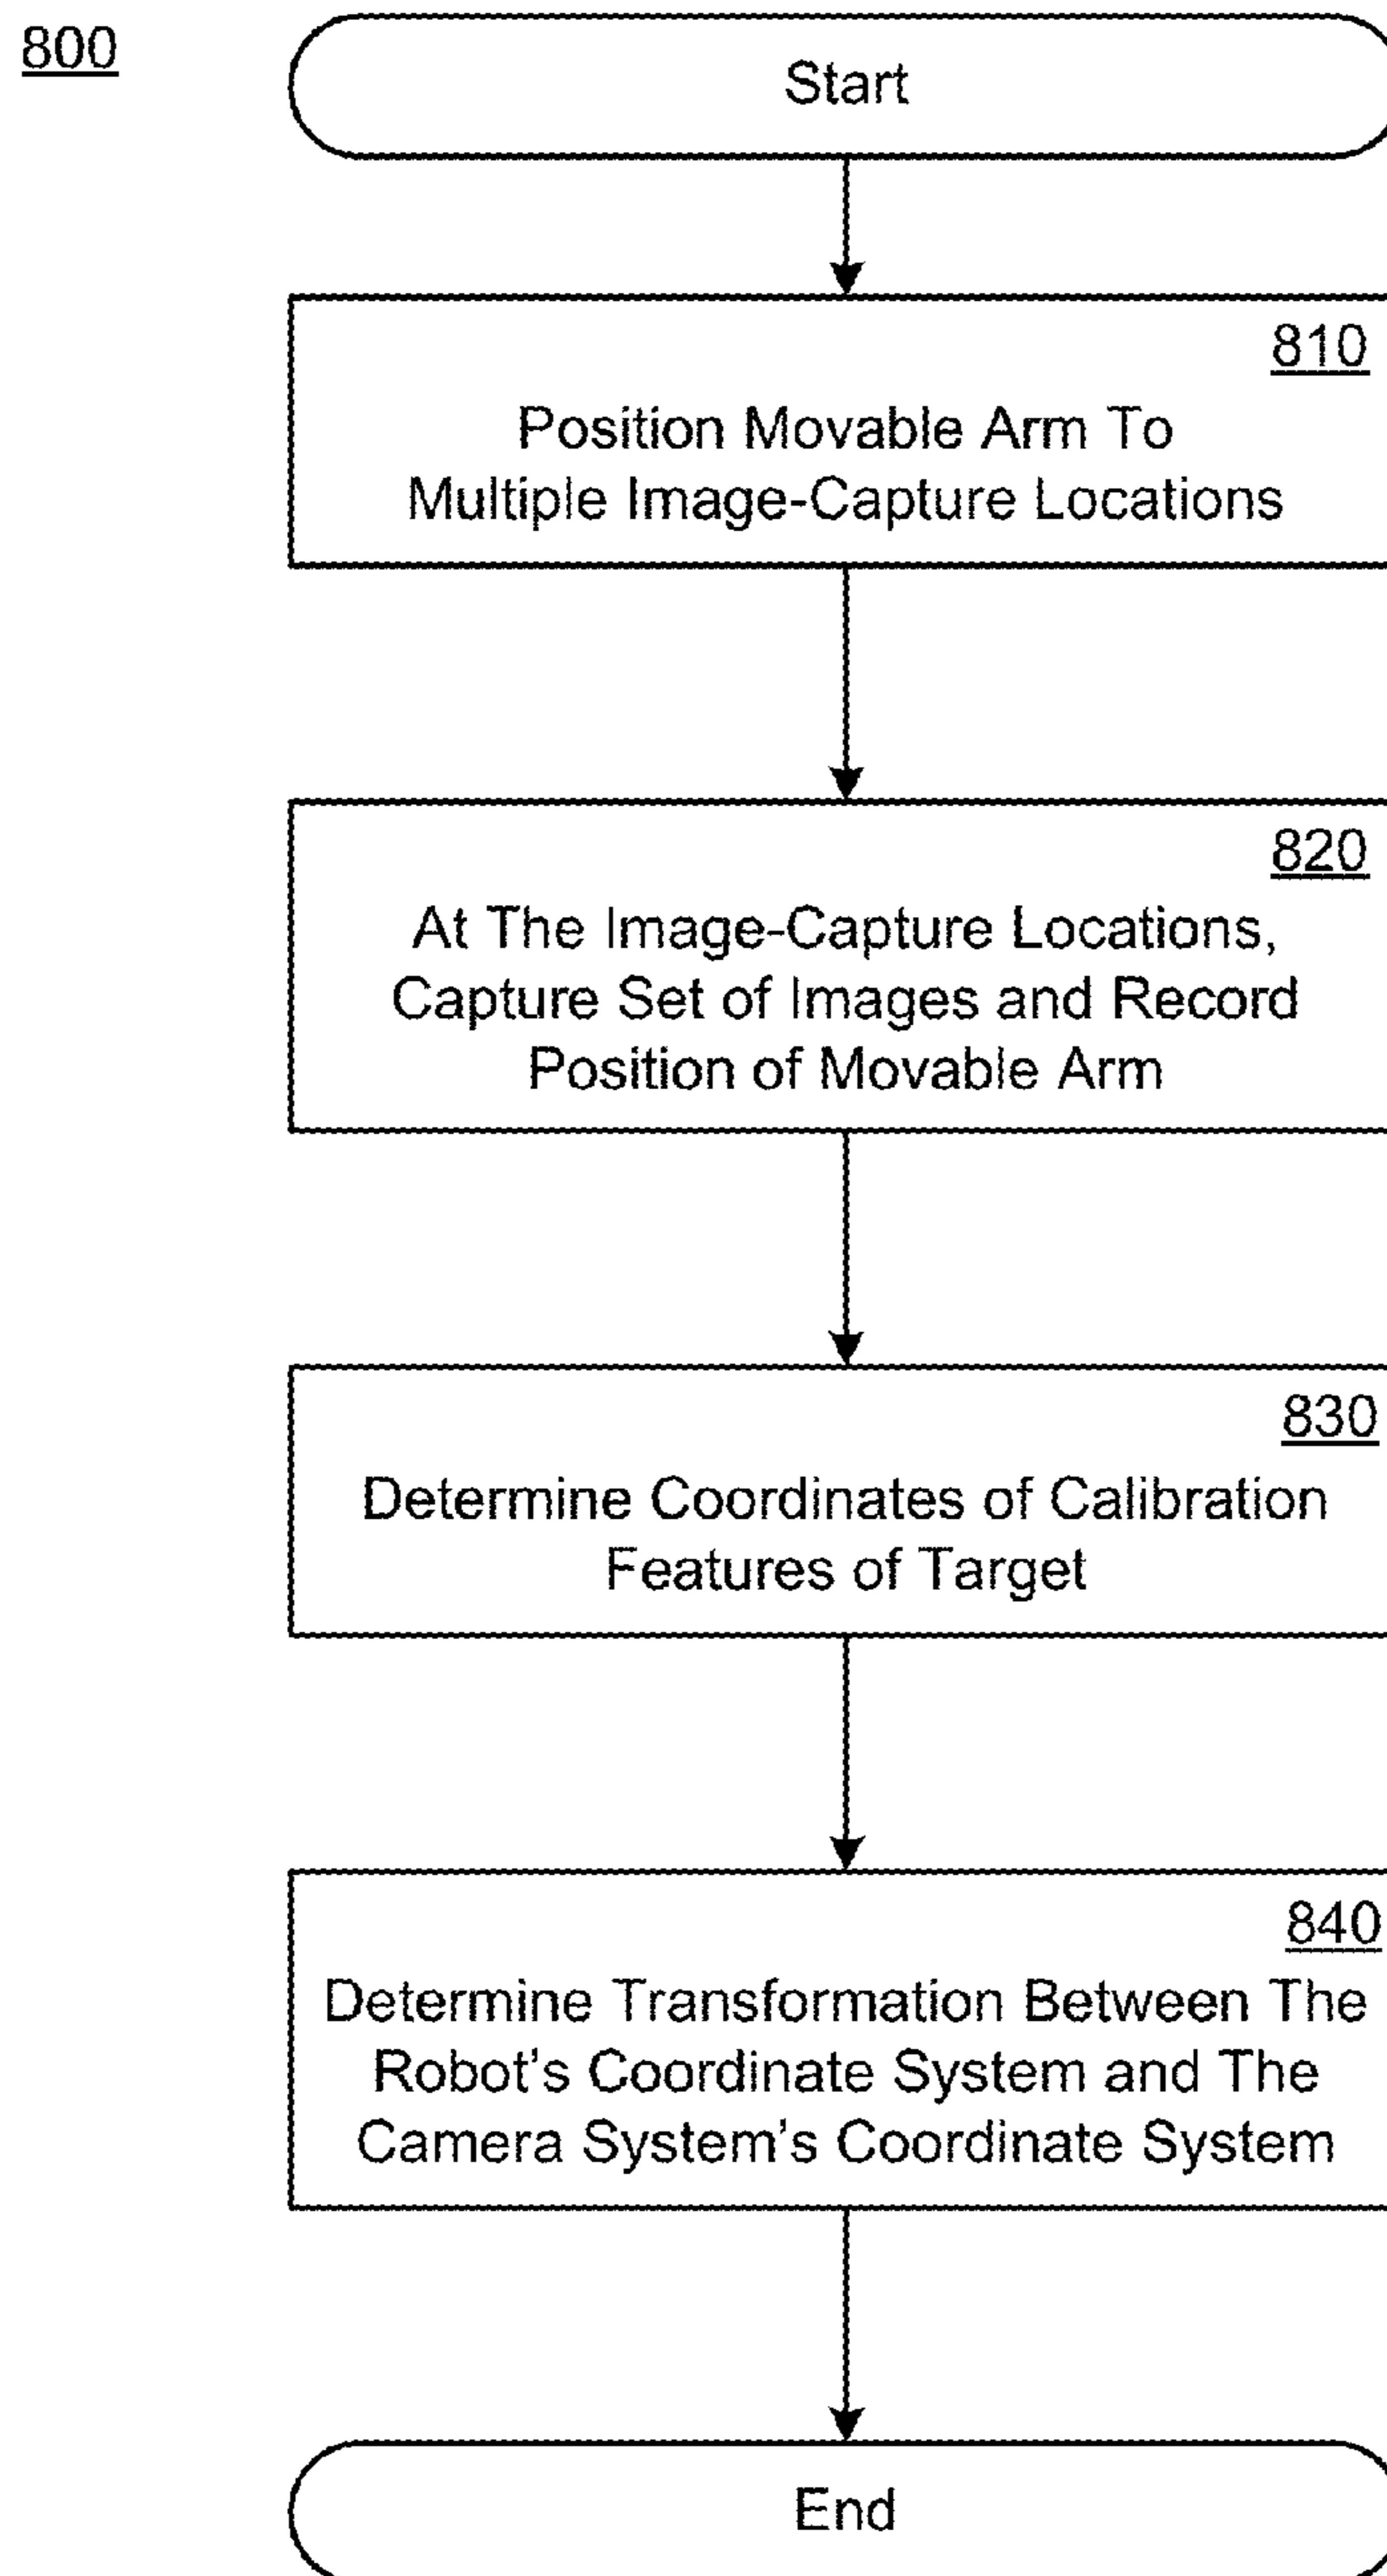 800
Start
810
Position Movable Arm To
Multiple Image-Capture Locations
820
At The Image-Capture Locations,
Capture Set of Images and Record
Position of Movable Arm
830
Determine Coordinates of Calibration
Features of Target
840
Determine Transformation Between The
Robot's Coordinate System and The
Camera System's Coordinate System
End